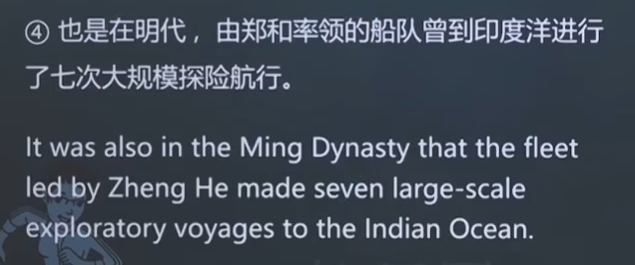 ④ 也是在明代，由郑和率领的船队曾到印度洋进行
了七次大规模探险航行。
It was also in the Ming Dynasty that the fleet
led by Zheng He made seven large-scale
exploratory voyages to the Indian Ocean.